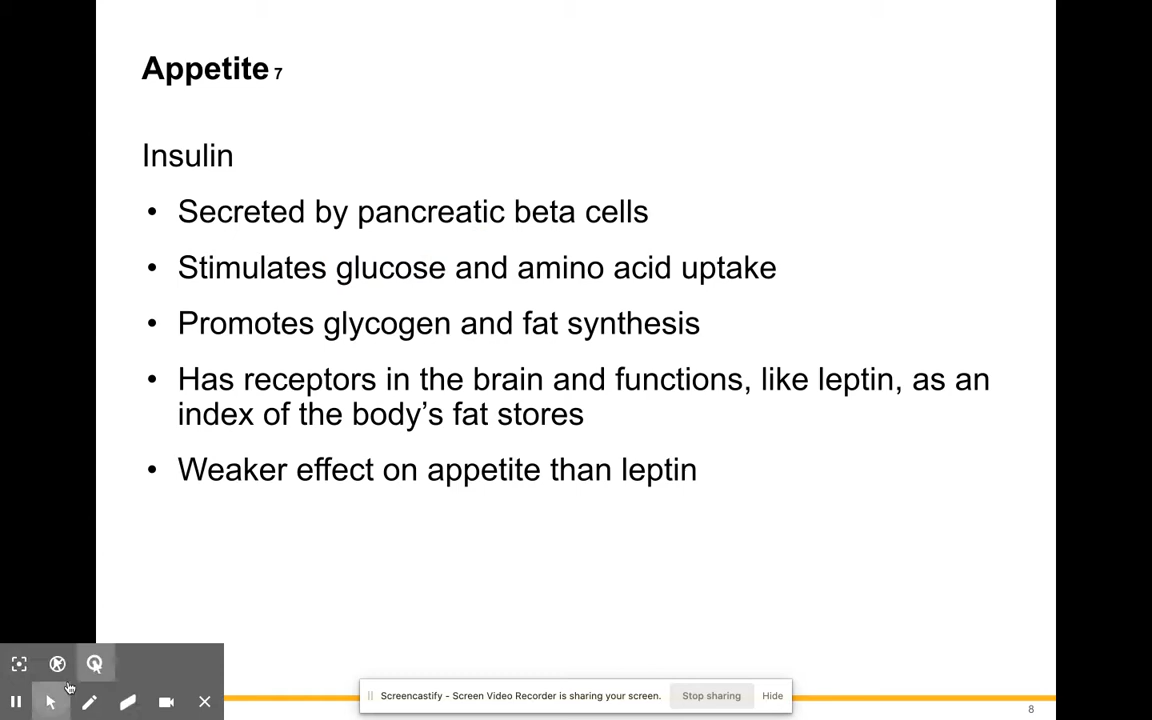 Appetite 7
Insulin
• Secreted by pancreatic beta cells
• Stimulates glucose and amino acid uptake
• Promotes glycogen and fat synthesis
• Has receptors in the brain and functions, like leptin, as an
index of the body’s fat stores
• Weaker effect on appetite than leptin
Screencastify - Screen Video Recorder is sharing your screen. Stop sharing Hide
8